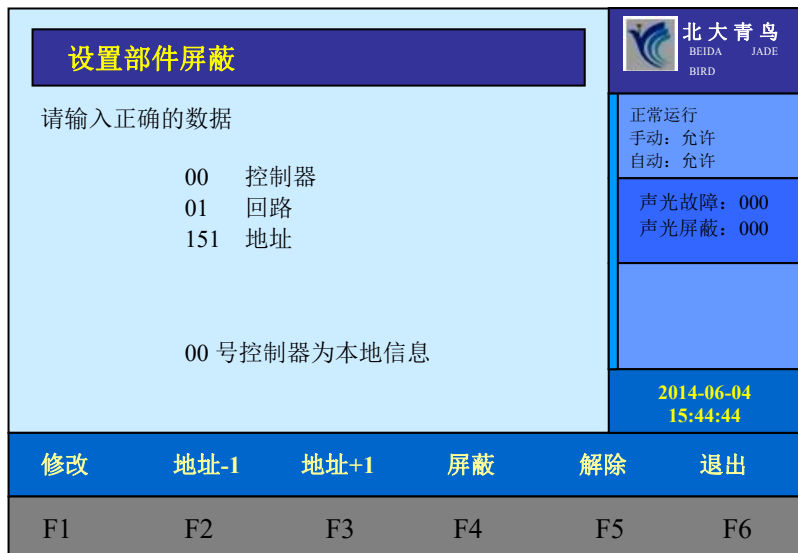 设置部件屏蔽
请输入正确的数据
00 控制器
01 回路
151 地址
00 号控制器为本地信息
北大青鸟
BEIDA JADE
BIRD
正常运行
手动：允许
自动：允许
声光故障：000
声光屏蔽：000
2014-06-04
15:44:44
修改 地址-1 地址+1 屏蔽 解除 退出
F1 F2 F3 F4 F5 F6